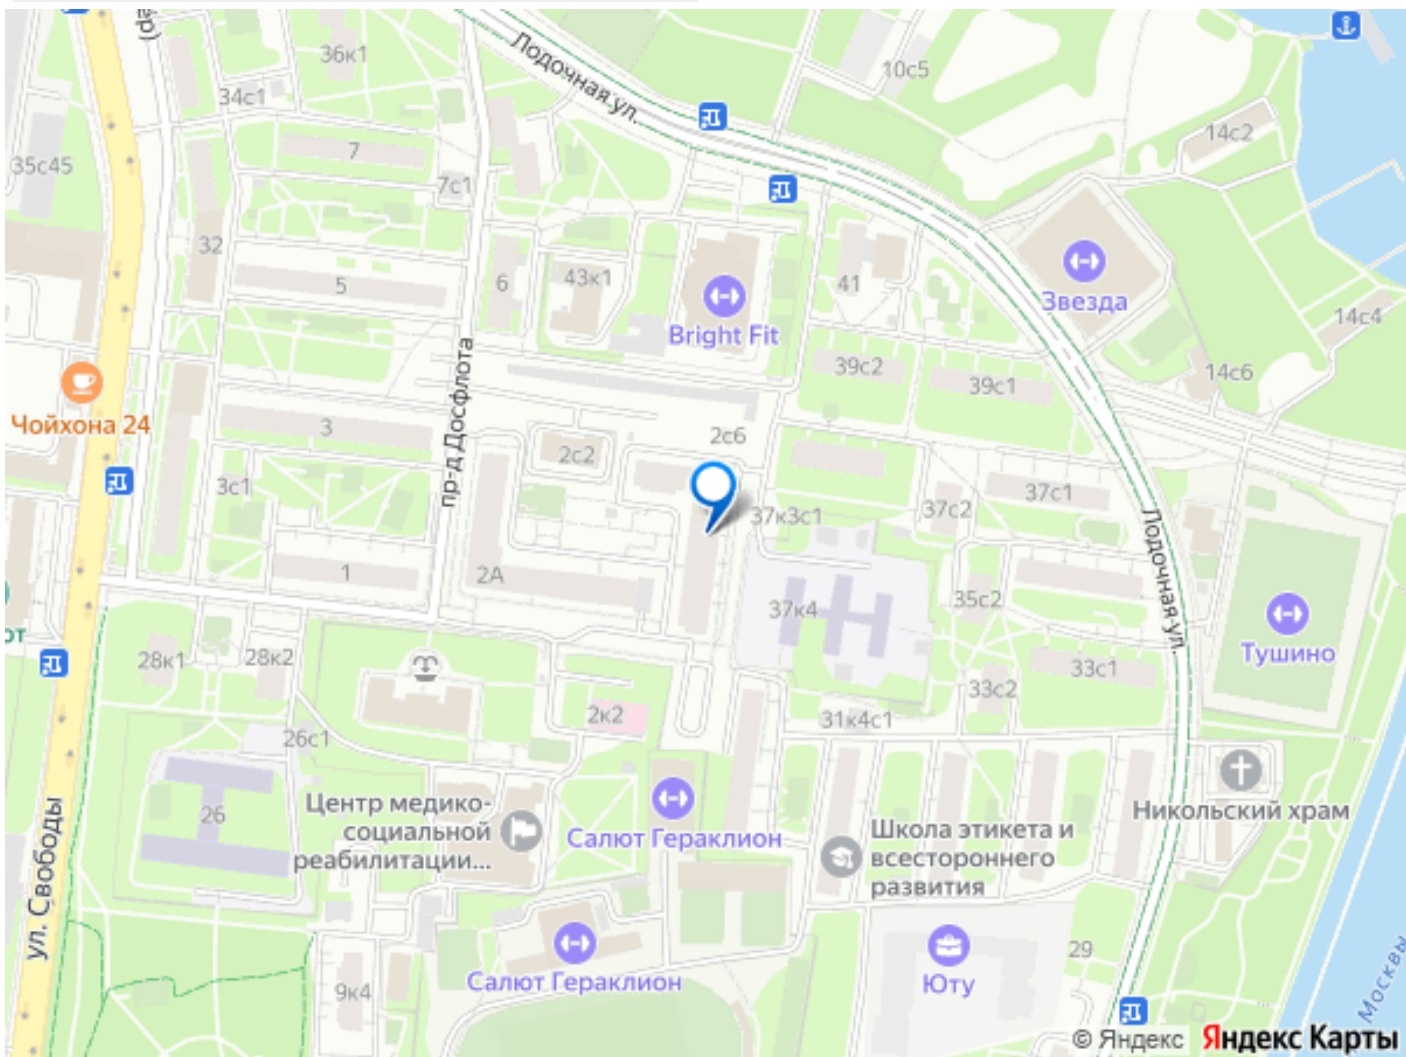 36к1
Лодочная ул.
10с5
34с1
14с2
35с45
7
7с1
32
5
6
43к1
41
Звезда
Bright Fit
14с4
39с2
39с1
14с6
Чойхона 24
3
пр-д Досфлота
2с6
2с2
3с1
37с1
37с2
37к3с1
Лодочная ул.
1
2А
35с2
37к4
Тушино
28к1
28к2
33с1
33с2
2к2
31к4с1
26с1
Никольский храм
26
Центр медико-
социальной
реабилитации...
Салют Гераклион
Школа этикета и
всестороннего
развития
ул. Свободы
29
Салют Гераклион
Юту
9к4
Москвы
© Яндекс Яндекс Карты